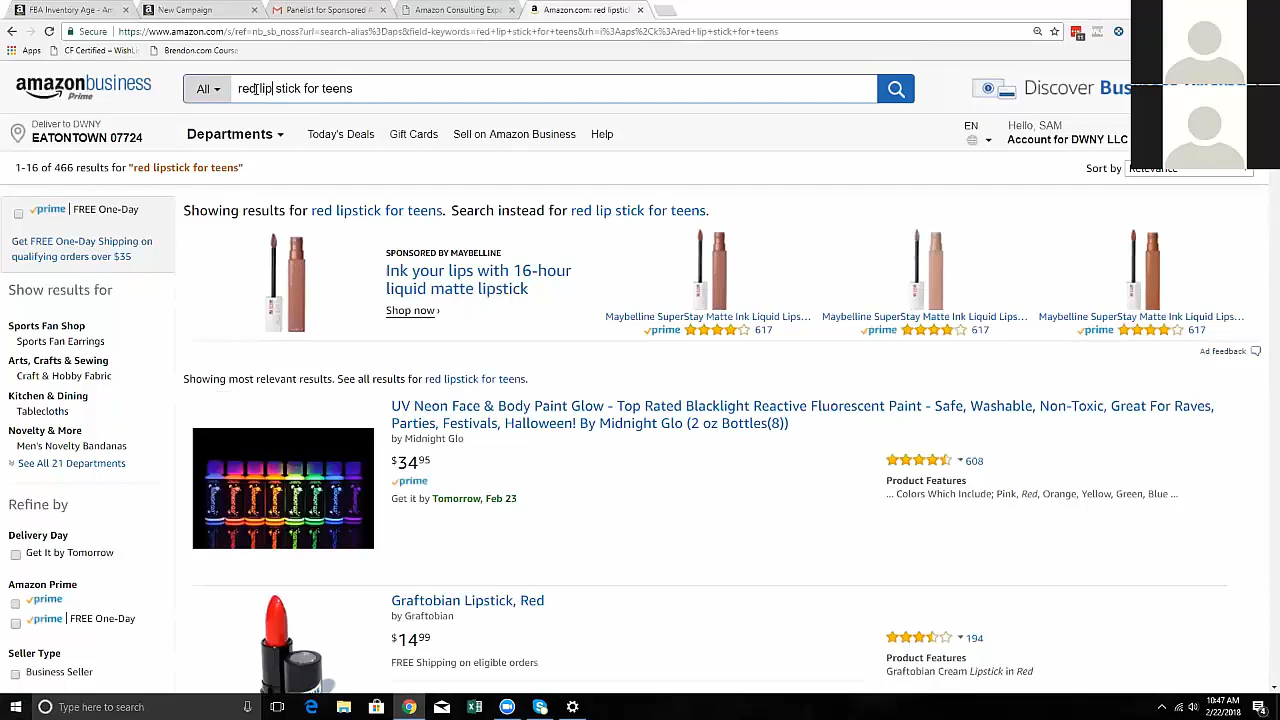 FBA Inventory Age - Am
New Campaign
Panelist for Sponsored A
Amazon Consulting Expe
Amazon.com: red lipstick
Secure | https://www.amazon.com/s/ref=nb_sb_noss?url=search-alias%3Daps&field-keywords=red+lip+stick+for+teens&rh=i%3Aaps%2Ck%3Ared+lip+stick+for+teens
Apps CF Certified – WishLi Brendon.com Course
amazonbusiness Prime
All
red lip stick for teens
Discover Bus
Deliver to DWNY
EATONTOWN 07724
Departments Today's Deals Gift Cards Sell on Amazon Business Help
EN
Hello, SAM
Account for DWNY LLC
1-16 of 466 results for "red lipstick for teens"
Sort by Relevance
prime | FREE One-Day
Get FREE One-Day Shipping on
qualifying orders over $35
Show results for
Sports Fan Shop
Sports Fan Earrings
Arts, Crafts & Sewing
Craft & Hobby Fabric
Kitchen & Dining
Tablecloths
Novelty & More
Men's Novelty Bandanas
See All 21 Departments
Refine by
Delivery Day
Get It by Tomorrow
Amazon Prime
prime
prime | FREE One-Day
Seller Type
Business Seller
Showing results for red lipstick for teens. Search instead for red lip stick for teens.
SPONSORED BY MAYBELLINE
Ink your lips with 16-hour
liquid matte lipstick
Shop now ›
Maybelline SuperStay Matte Ink Liquid Lips...
prime 617
Maybelline SuperStay Matte Ink Liquid Lips...
prime 617
Maybelline SuperStay Matte Ink Liquid Lips...
prime 617
Ad feedback
Showing most relevant results. See all results for red lipstick for teens.
UV Neon Face & Body Paint Glow - Top Rated Blacklight Reactive Fluorescent Paint - Safe, Washable, Non-Toxic, Great For Raves,
Parties, Festivals, Halloween! By Midnight Glo (2 oz Bottles(8))
by Midnight Glo
$34 95
prime
Get it by Tomorrow, Feb 23
608
Product Features
... Colors Which Include; Pink, Red, Orange, Yellow, Green, Blue ...
Graftobian Lipstick, Red
by Graftobian
$14 99
FREE Shipping on eligible orders
194
Product Features
Graftobian Cream Lipstick in Red
Type here to search
10:47 AM
2/22/2018